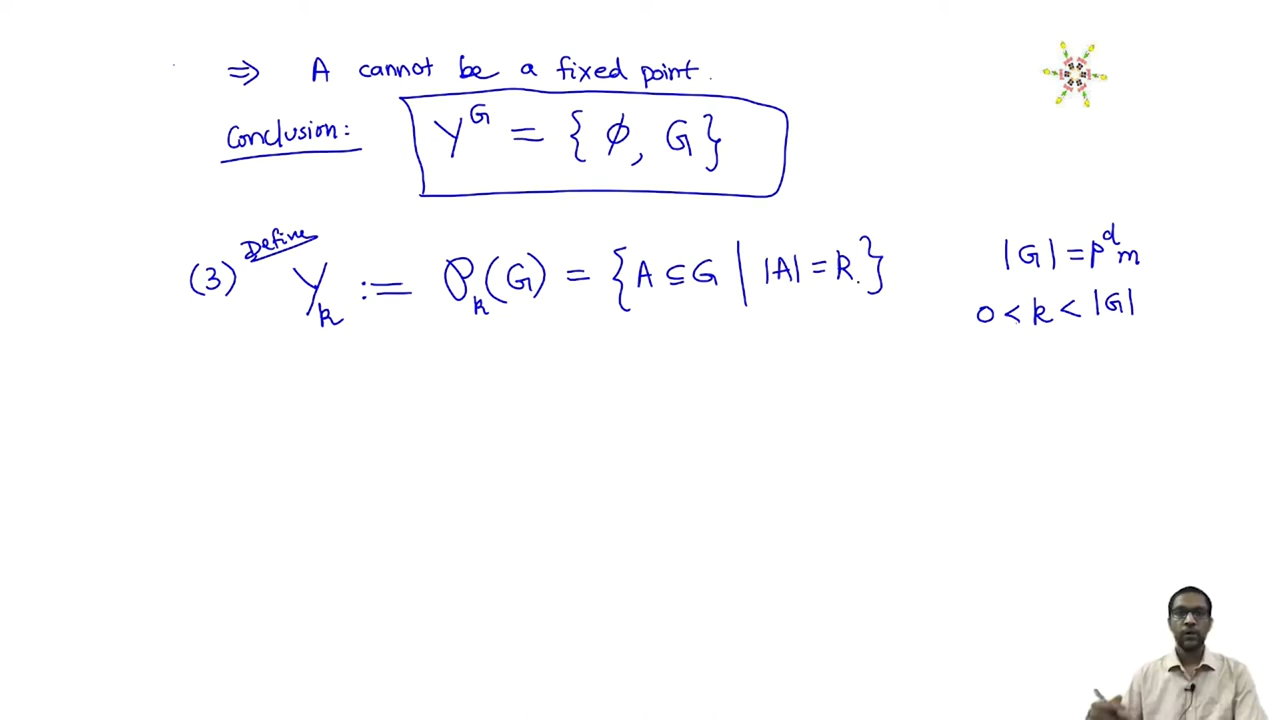 ⇒ A cannot be a fixed point.
Conclusion: Y^G = { φ, G }
(3) Define Y_k := P_k(G) = { A ⊆ G | |A| = k. }
|G| = p^d m
0 < k < |G|